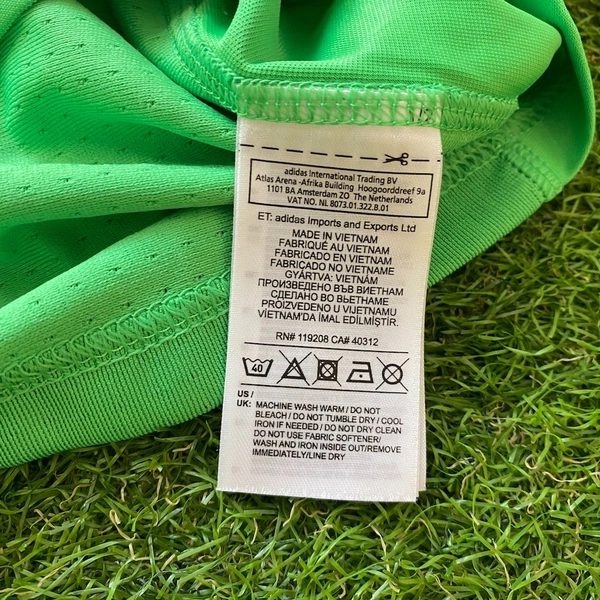 adidas International Trading BV
Atlas Arena -Afrika Building Hoogoorddreef 9a
1101 BA Amsterdam ZO The Netherlands
VAT NO. NL 8073.01.322.B.01
ET: adidas Imports and Exports Ltd
MADE IN VIETNAM
FABRIQUÉ AU VIETNAM
FABRICADO EN VIETNAM
FABRICADO NO VIETNAME
GYÁRTVA: VIETNÁM
ПРОИЗВЕДЕНО ВЪВ ВИЕТНАМ
СДЕЛАНО ВО ВЬЕТНАМЕ
PROIZVEDENO U VIJETNAMU
VIETNAM'DA İMAL EDİLMİŞTİR.
RN# 119208 CA# 40312
40
US /
UK: MACHINE WASH WARM / DO NOT
BLEACH / DO NOT TUMBLE DRY / COOL
IRON IF NEEDED / DO NOT DRY CLEAN
DO NOT USE FABRIC SOFTENER/
WASH AND IRON INSIDE OUT/REMOVE
IMMEDIATELY/LINE DRY